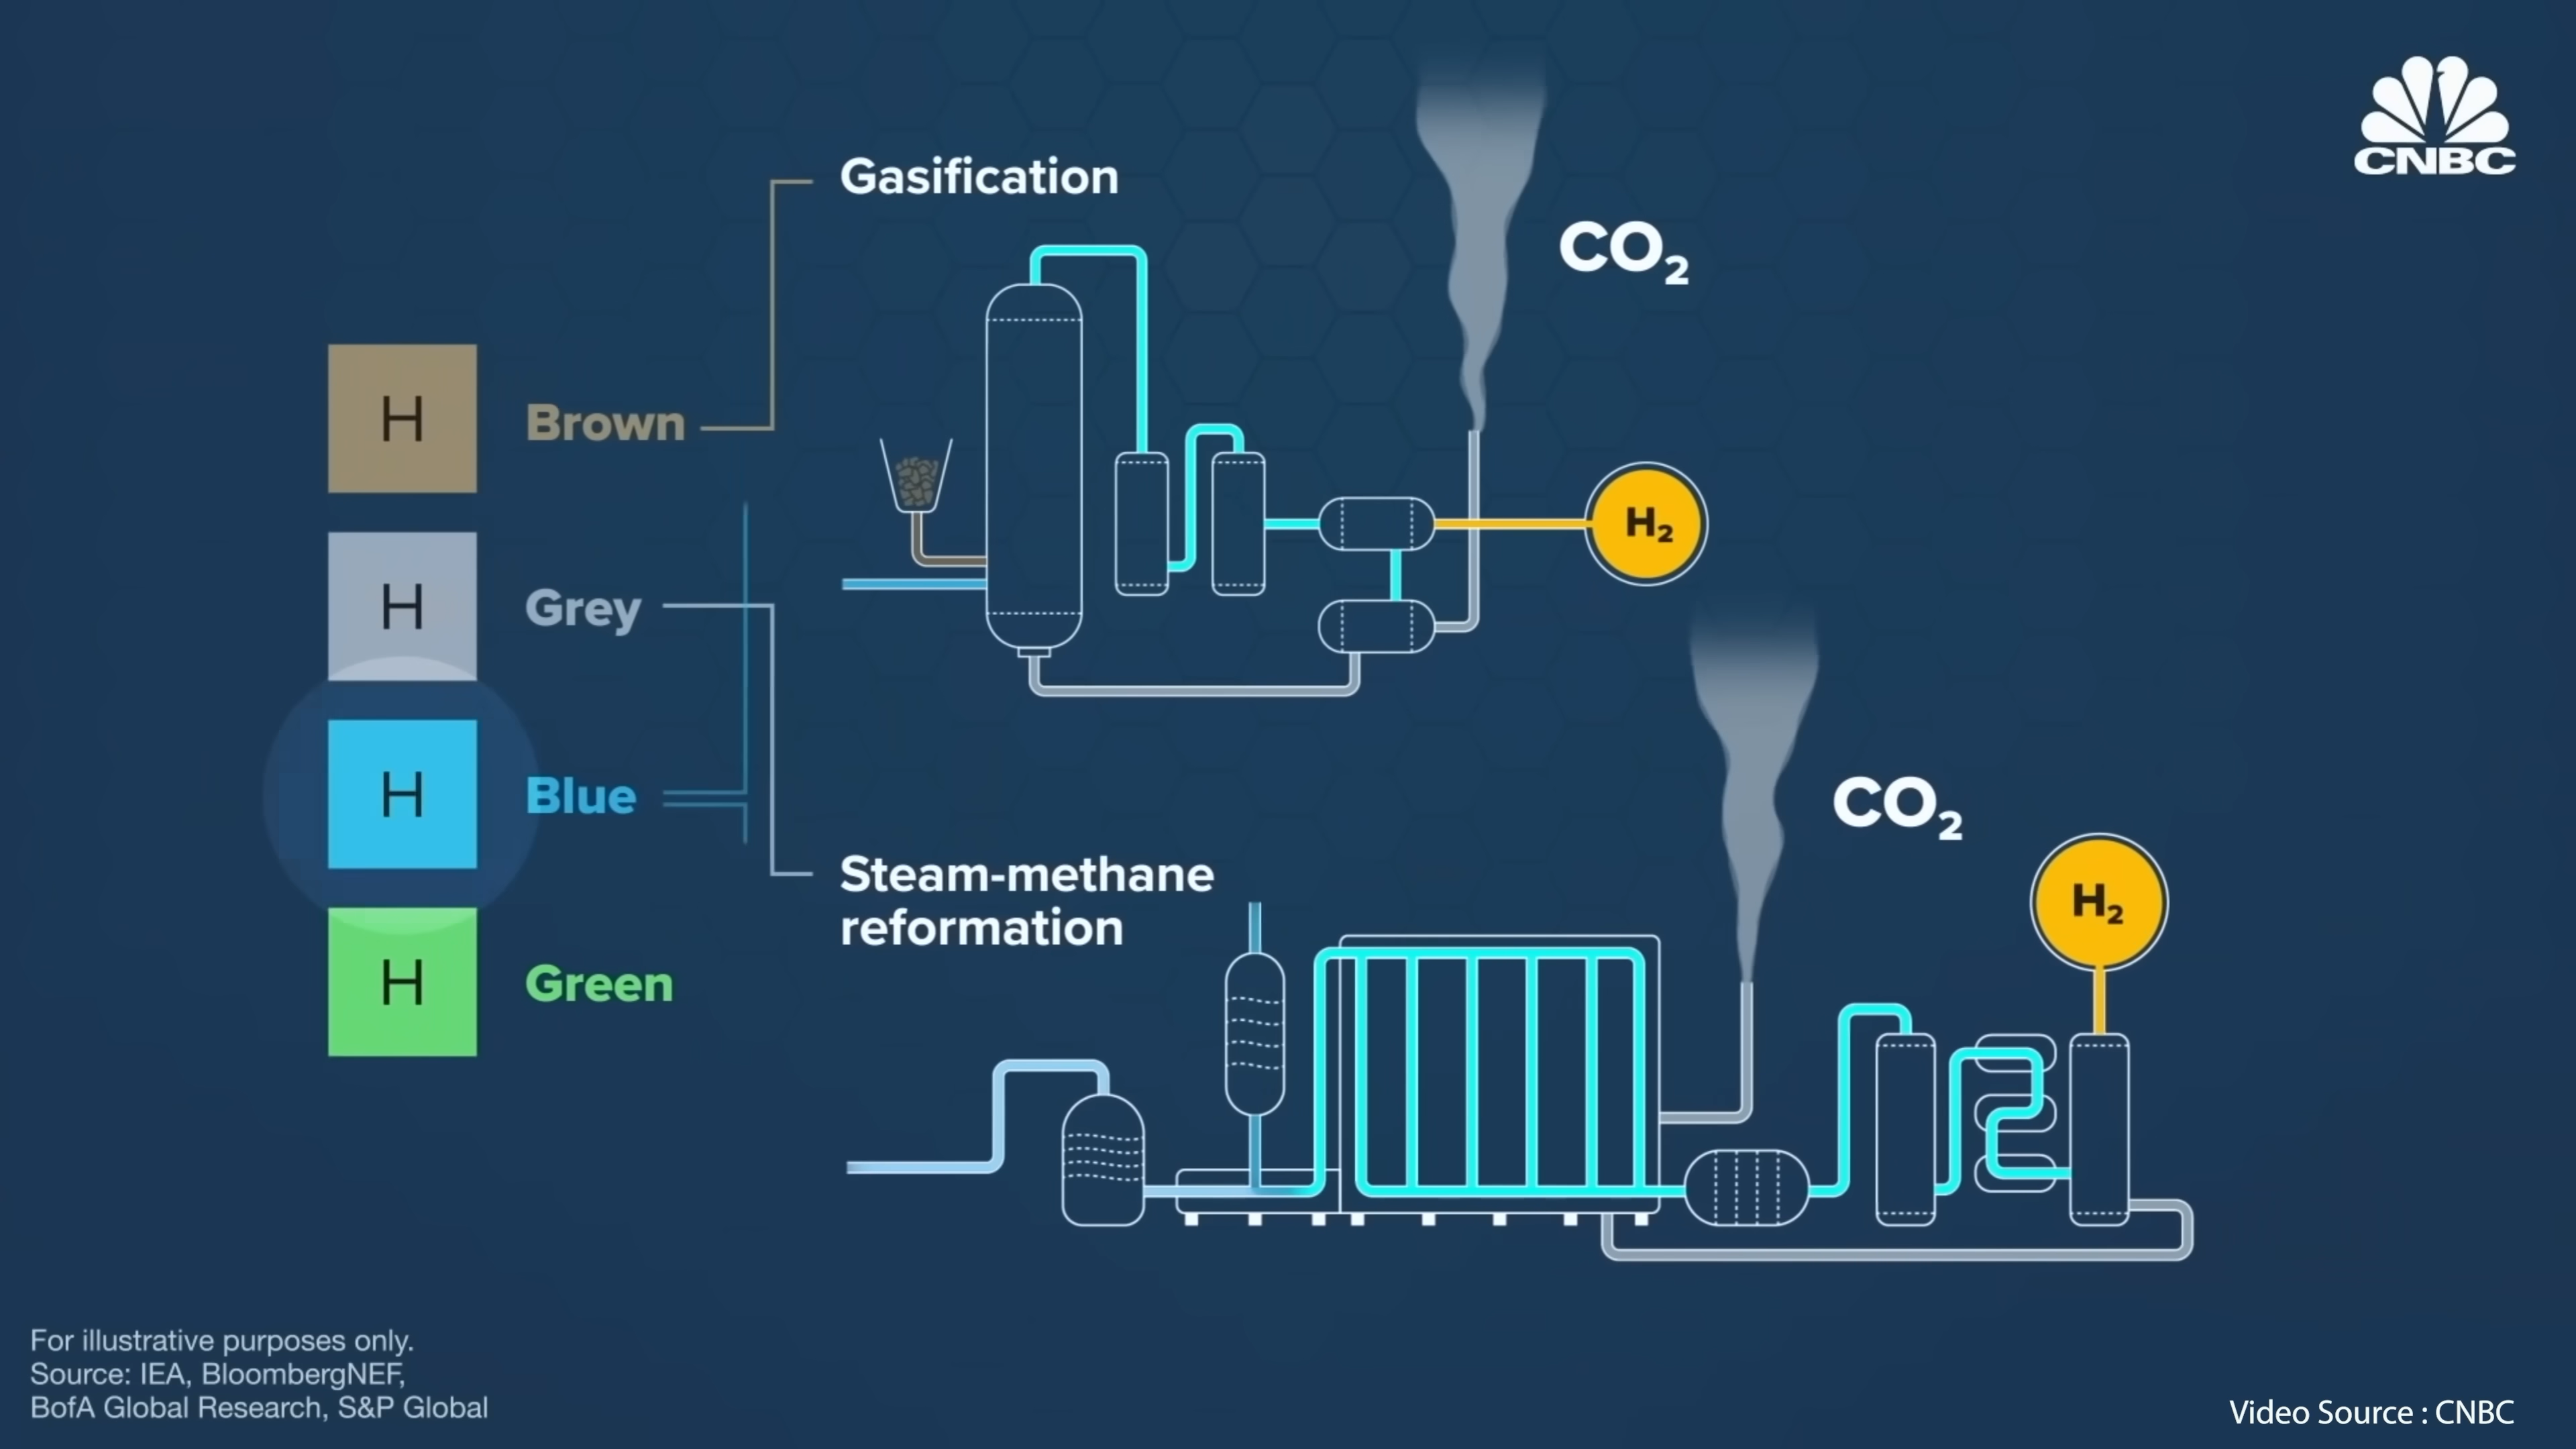 CNBC
Gasification
CO₂
H
Brown
H₂
H
Grey
H
Blue
CO₂
Steam-methane
reformation
H₂
H
Green
For illustrative purposes only.
Source: IEA, BloombergNEF,
BofA Global Research, S&P Global
Video Source : CNBC